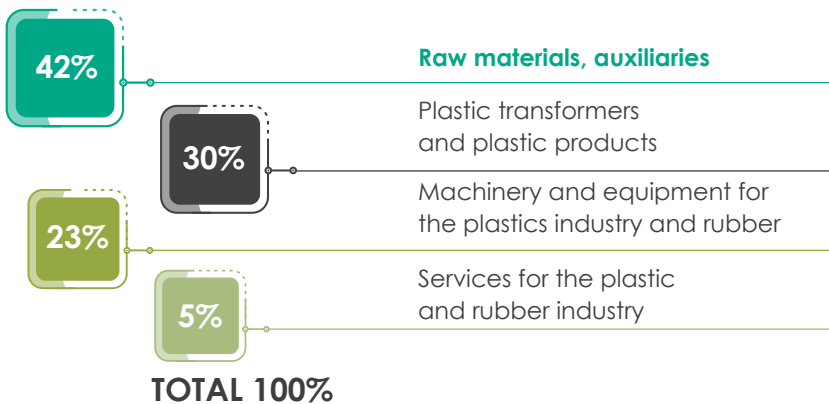 42%
Raw materials, auxiliaries
30%
Plastic transformers
and plastic products
23%
Machinery and equipment for
the plastics industry and rubber
5%
Services for the plastic
and rubber industry
TOTAL 100%